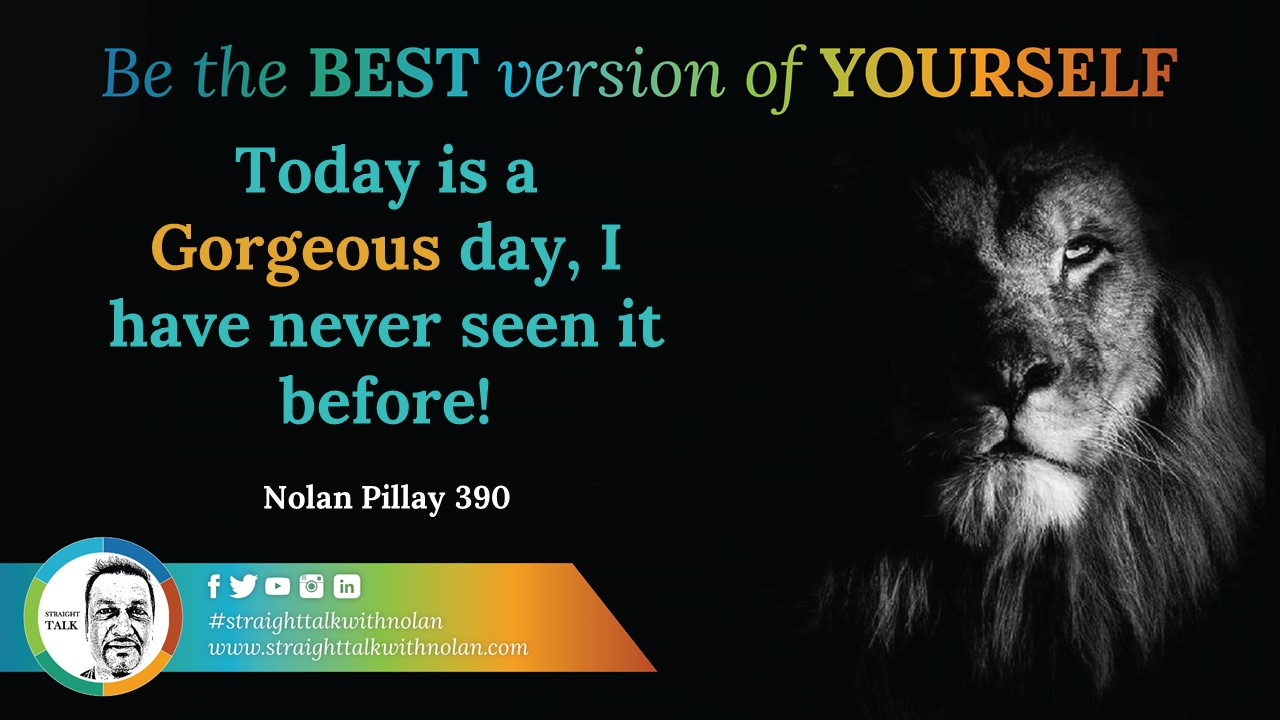 Be the BEST version of YOURSELF
Today is a
Gorgeous day, I
have never seen it
before!
Nolan Pillay 390
STRAIGHT
TALK
#straighttalkwithnolan
www.straighttalkwithnolan.com